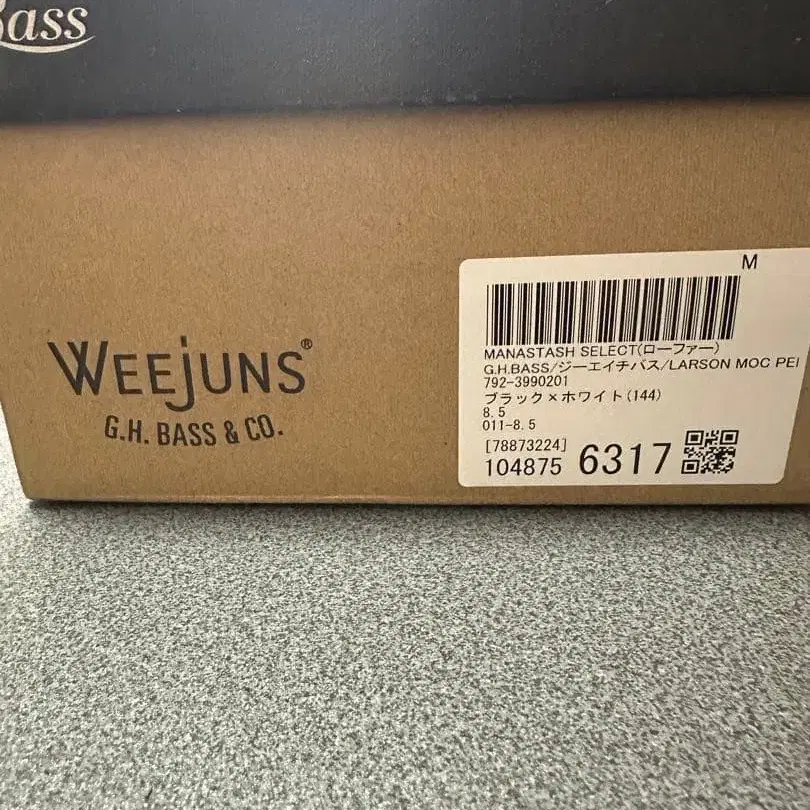 Bass
WEEJUNS®
G.H. BASS & CO.
M
MANASTASH SELECT(ローファー)
G.H.BASS/ジーエイチバス/LARSON MOC PEI
792-3990201
ブラック×ホワイト(144)
8.5
011-8.5
[78873224]
104875 6317